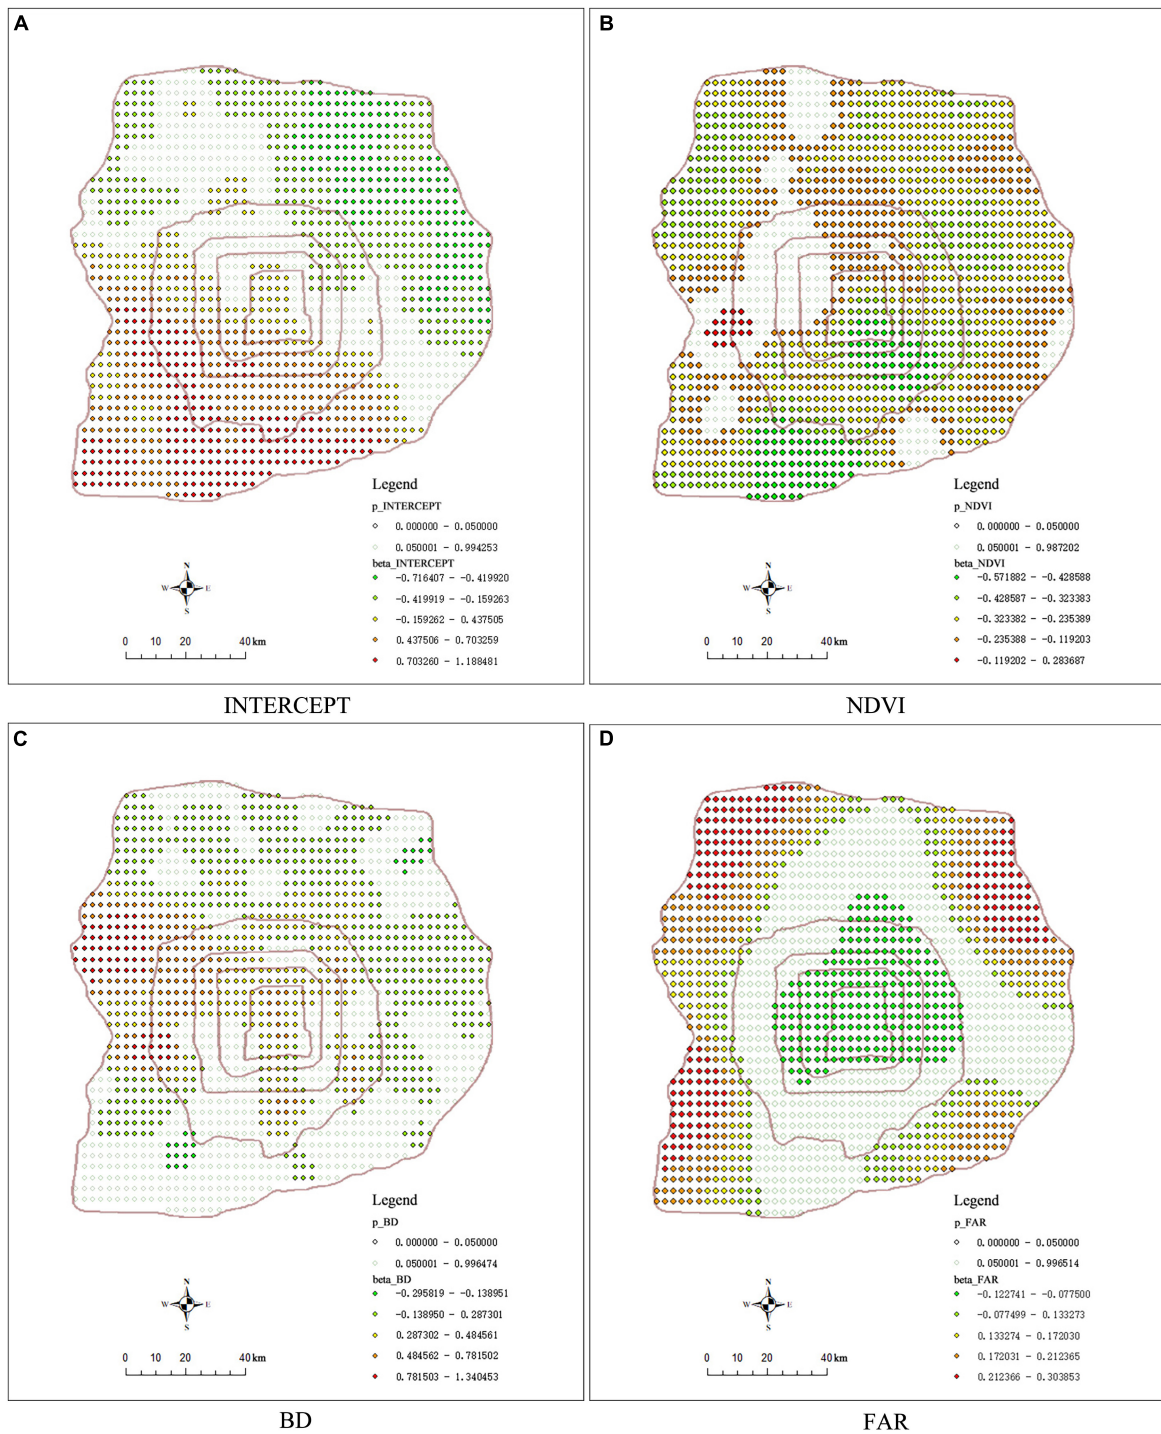 A
Legend
p_INTERCEPT
0.000000 - 0.050000
0.050001 - 0.994253
beta_INTERCEPT
-0.716407 - -0.419920
-0.419919 - -0.159263
-0.159262 - 0.437505
0.437506 - 0.703259
0.703260 - 1.188481
N
W E
S
0 10 20 40 km
INTERCEPT
B
Legend
p_NDVI
0.000000 - 0.050000
0.050001 - 0.987202
beta_NDVI
-0.571882 - -0.428588
-0.428587 - -0.323383
-0.323382 - -0.235389
-0.235388 - -0.119203
-0.119202 - 0.283687
N
W E
S
0 10 20 40 km
NDVI
C
Legend
p_BD
0.000000 - 0.050000
0.050001 - 0.996474
beta_BD
-0.295819 - -0.138951
-0.138950 - 0.287301
0.287302 - 0.484561
0.484562 - 0.781502
0.781503 - 1.340453
N
W E
S
0 10 20 40 km
BD
D
Legend
p_FAR
0.000000 - 0.050000
0.050001 - 0.996514
beta_FAR
-0.122741 - -0.077500
-0.077499 - 0.133273
0.133274 - 0.172030
0.172031 - 0.212365
0.212366 - 0.303853
N
W E
S
0 10 20 40 km
FAR